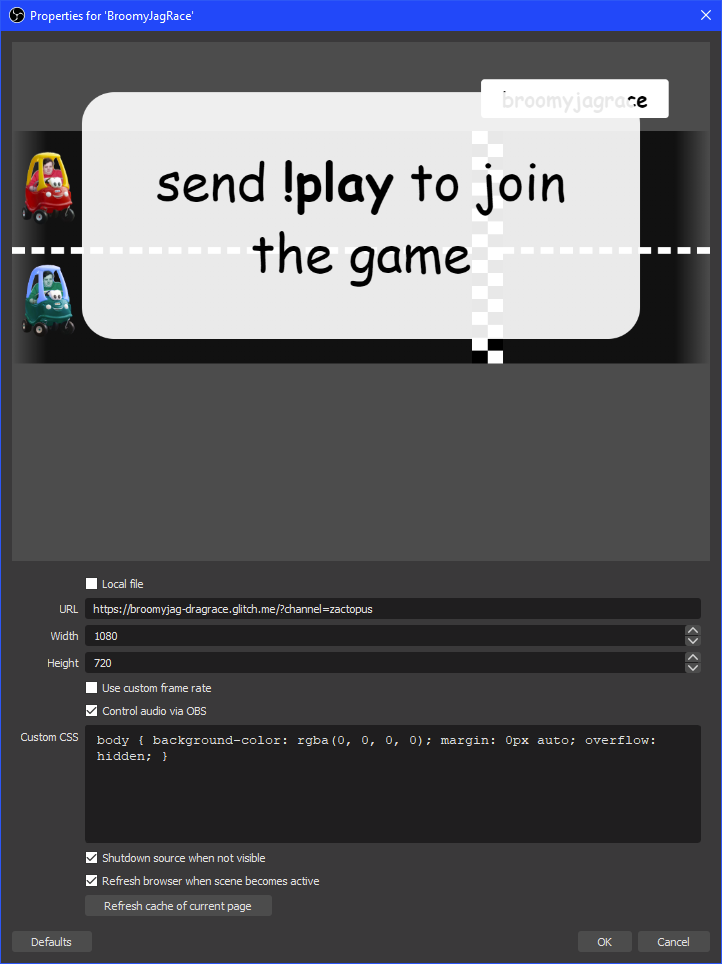 Properties for 'BroomyJagRace'
broomyjagrace
send !play to join
the game
Local file
URL https://broomyjag-dragrace.glitch.me/?channel=zactopus
Width 1080
Height 720
Use custom frame rate
Control audio via OBS
Custom CSS body { background-color: rgba(0, 0, 0, 0); margin: 0px auto; overflow:
hidden; }
Shutdown source when not visible
Refresh browser when scene becomes active
Refresh cache of current page
Defaults OK Cancel